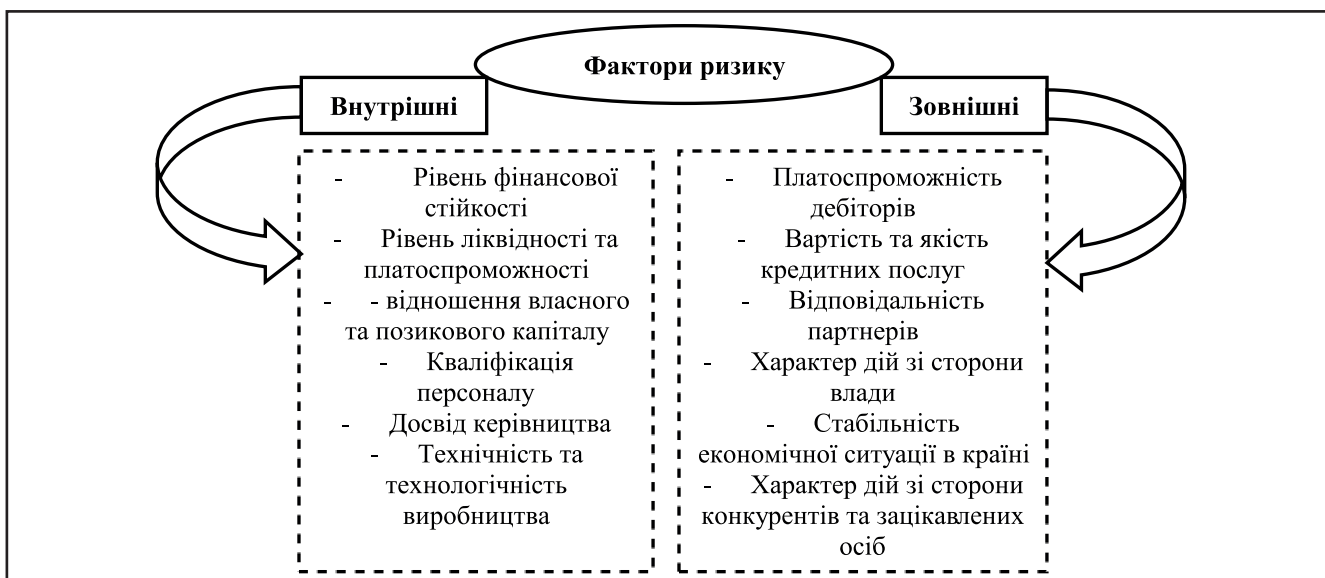 Фактори ризику
Внутрішні
Зовнішні
- Рівень фінансової
стійкості
- Рівень ліквідності та
платоспроможності
- - відношення власного
та позикового капіталу
- Кваліфікація
персоналу
- Досвід керівництва
- Технічність та
технологічність
виробництва
- Платоспроможність
дебіторів
- Вартість та якість
кредитних послуг
- Відповідальність
партнерів
- Характер дій зі сторони
влади
- Стабільність
економічної ситуації в країні
- Характер дій зі сторони
конкурентів та зацікавлених
осіб